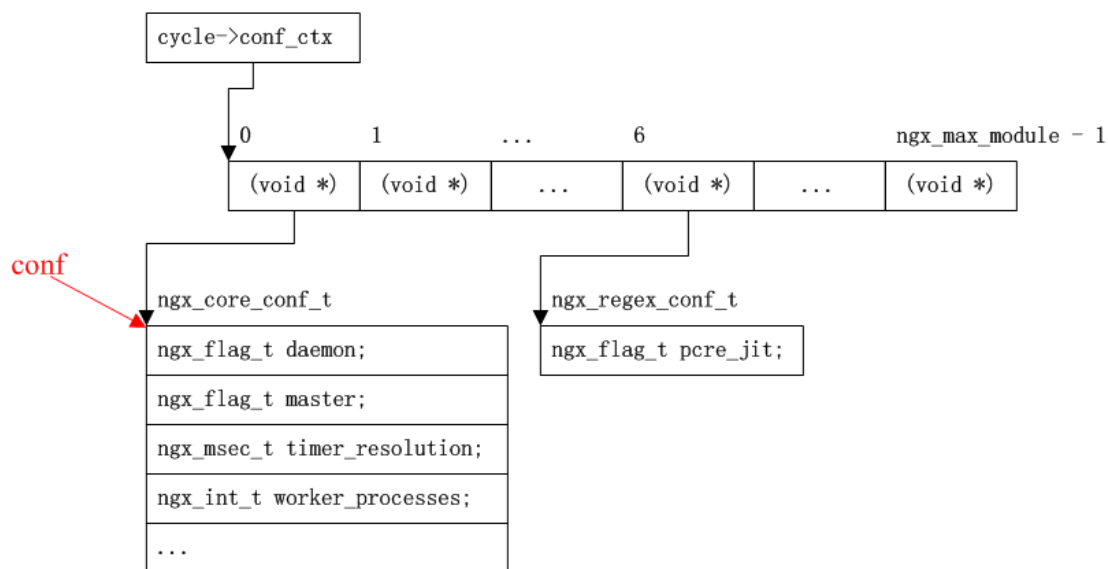 cycle->conf_ctx
0 1 ... 6 ngx_max_module - 1
(void *) (void *) ... (void *) ... (void *)
conf
ngx_core_conf_t ngx_regex_conf_t
ngx_flag_t daemon; ngx_flag_t pcre_jit;
ngx_flag_t master;
ngx_msec_t timer_resolution;
ngx_int_t worker_processes;
...